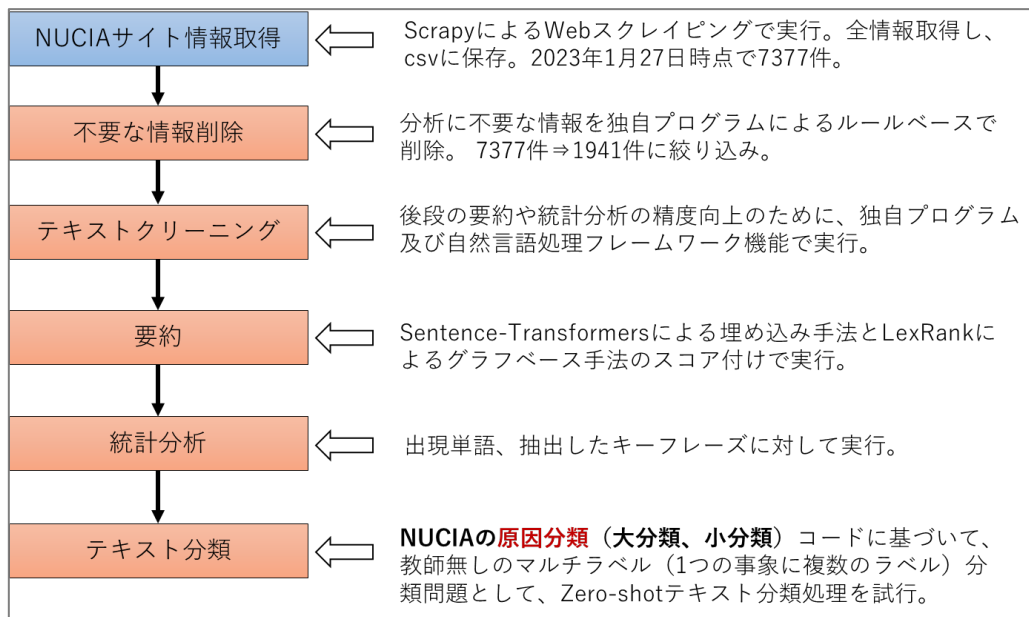 NUCIAサイト情報取得
ScrapyによるWebスクレイピングで実行。全情報取得し、
csvに保存。2023年1月27日時点で7377件。
不要な情報削除
分析に不要な情報を独自プログラムによるルールベースで
削除。 7377件⇒1941件に絞り込み。
テキストクリーニング
後段の要約や統計分析の精度向上のために、独自プログラム
及び自然言語処理フレームワーク機能で実行。
要約
Sentence-Transformersによる埋め込み手法とLexRankに
よるグラフベース手法のスコア付けで実行。
統計分析
出現単語、抽出したキーフレーズに対して実行。
テキスト分類
NUCIAの原因分類（大分類、小分類）コードに基づいて、
教師無しのマルチラベル（1つの事象に複数のラベル）分
類問題として、Zero-shotテキスト分類処理を試行。